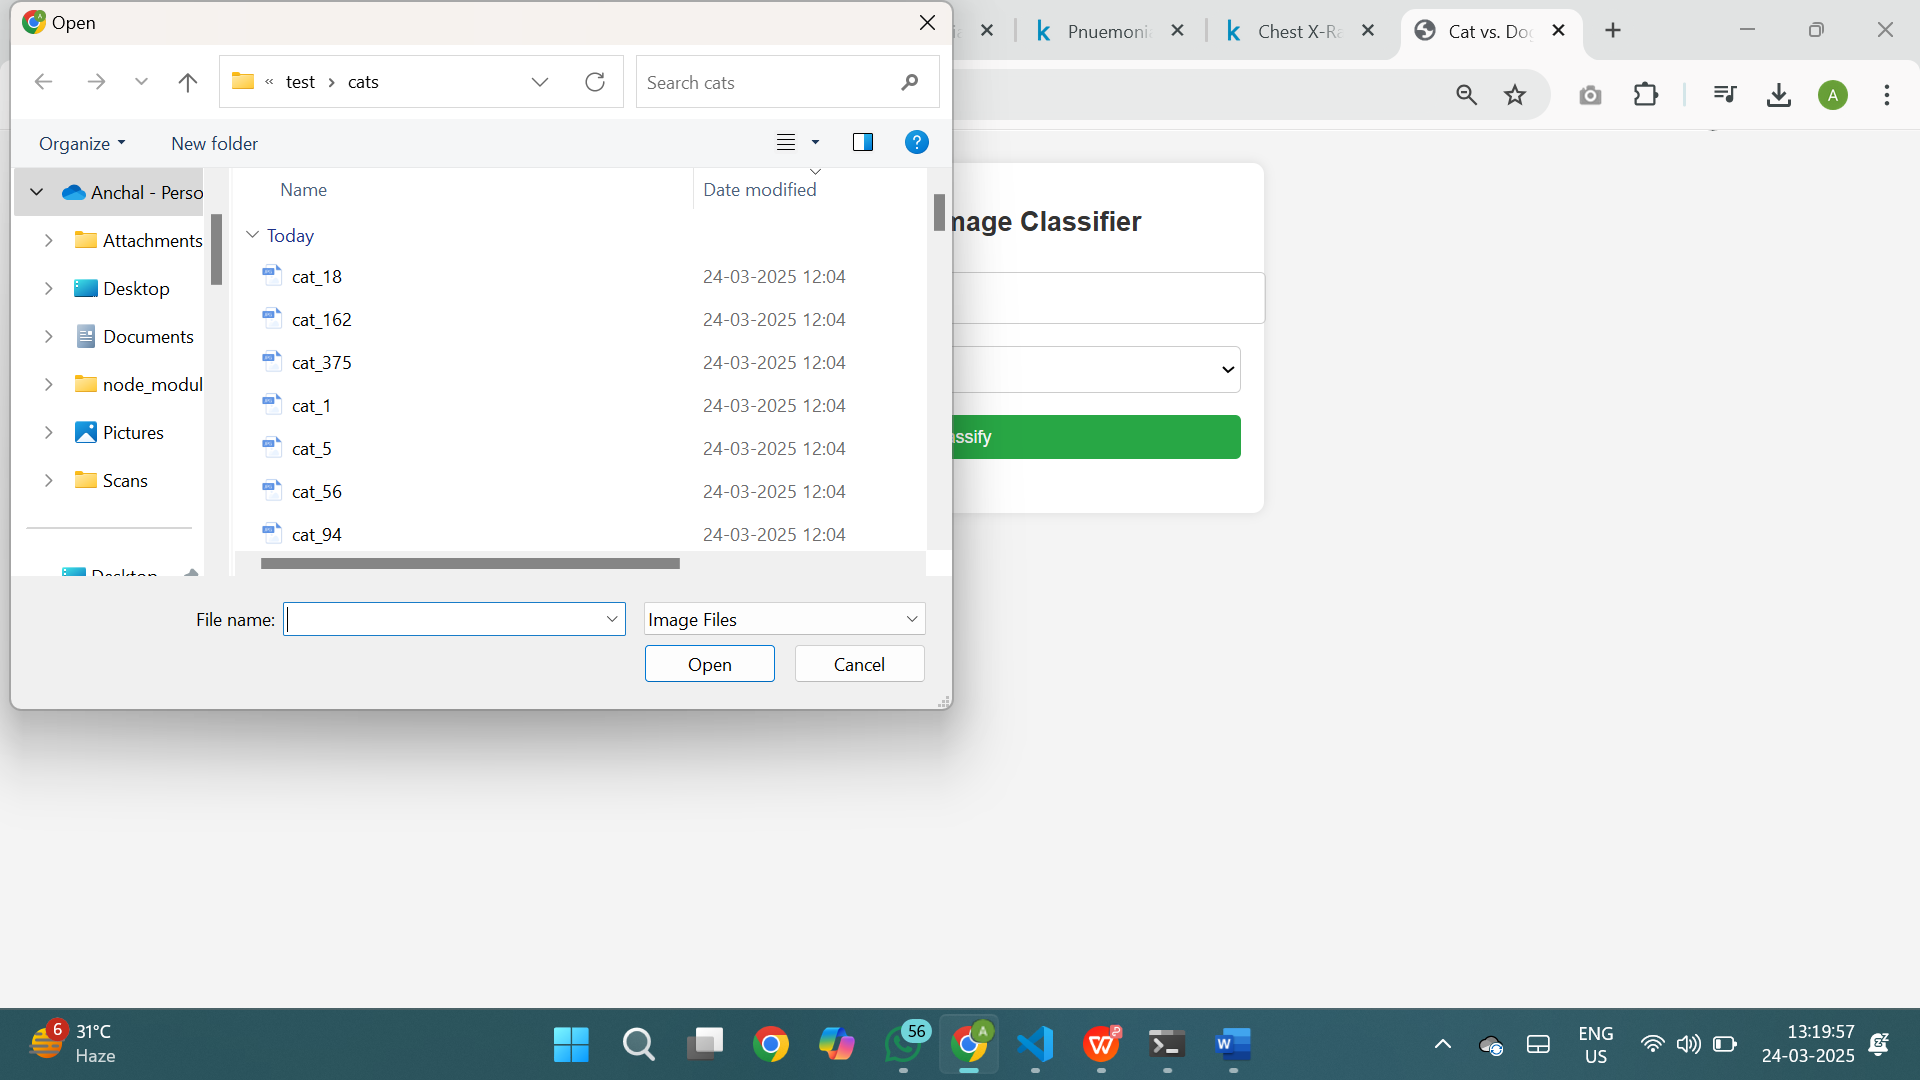 Open
Pnuemoni
Chest X-Ra
Cat vs. Do
« test > cats
Search cats
A
Organize
New folder
?
Anchal - Perso
Attachments
Desktop
Documents
node_modul
Pictures
Scans
Desktop
Name
Date modified
Today
cat_18 24-03-2025 12:04
cat_162 24-03-2025 12:04
cat_375 24-03-2025 12:04
cat_1 24-03-2025 12:04
cat_5 24-03-2025 12:04
cat_56 24-03-2025 12:04
cat_94 24-03-2025 12:04
File name:
Image Files
Open
Cancel
mage Classifier
assify
6
31°C
Haze
56
A
ENG
US
13:19:57
24-03-2025